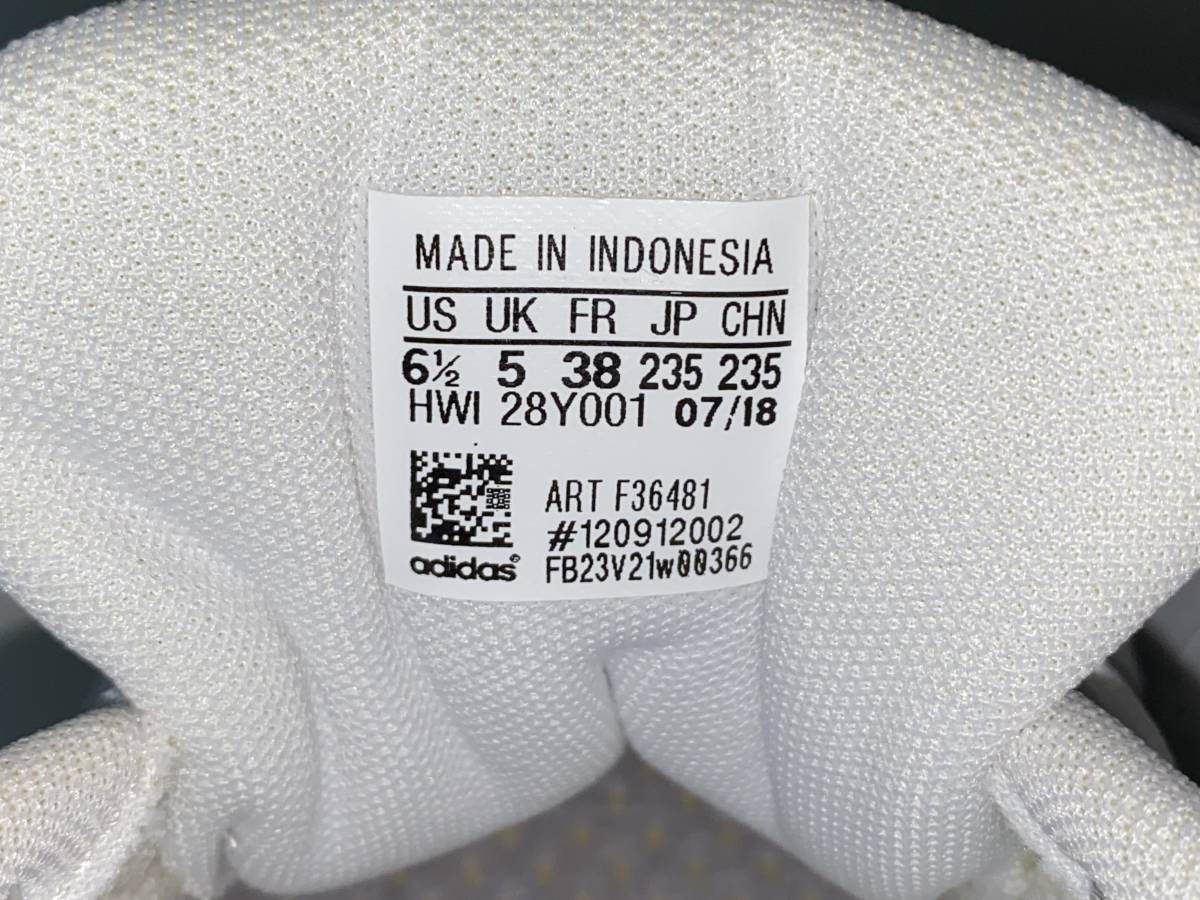 MADE IN INDONESIA
US UK FR JP CHN
6½ 5 38 235 235
HWI 28Y001 07/18
ART F36481
#120912002
adidas® FB23V21w00366